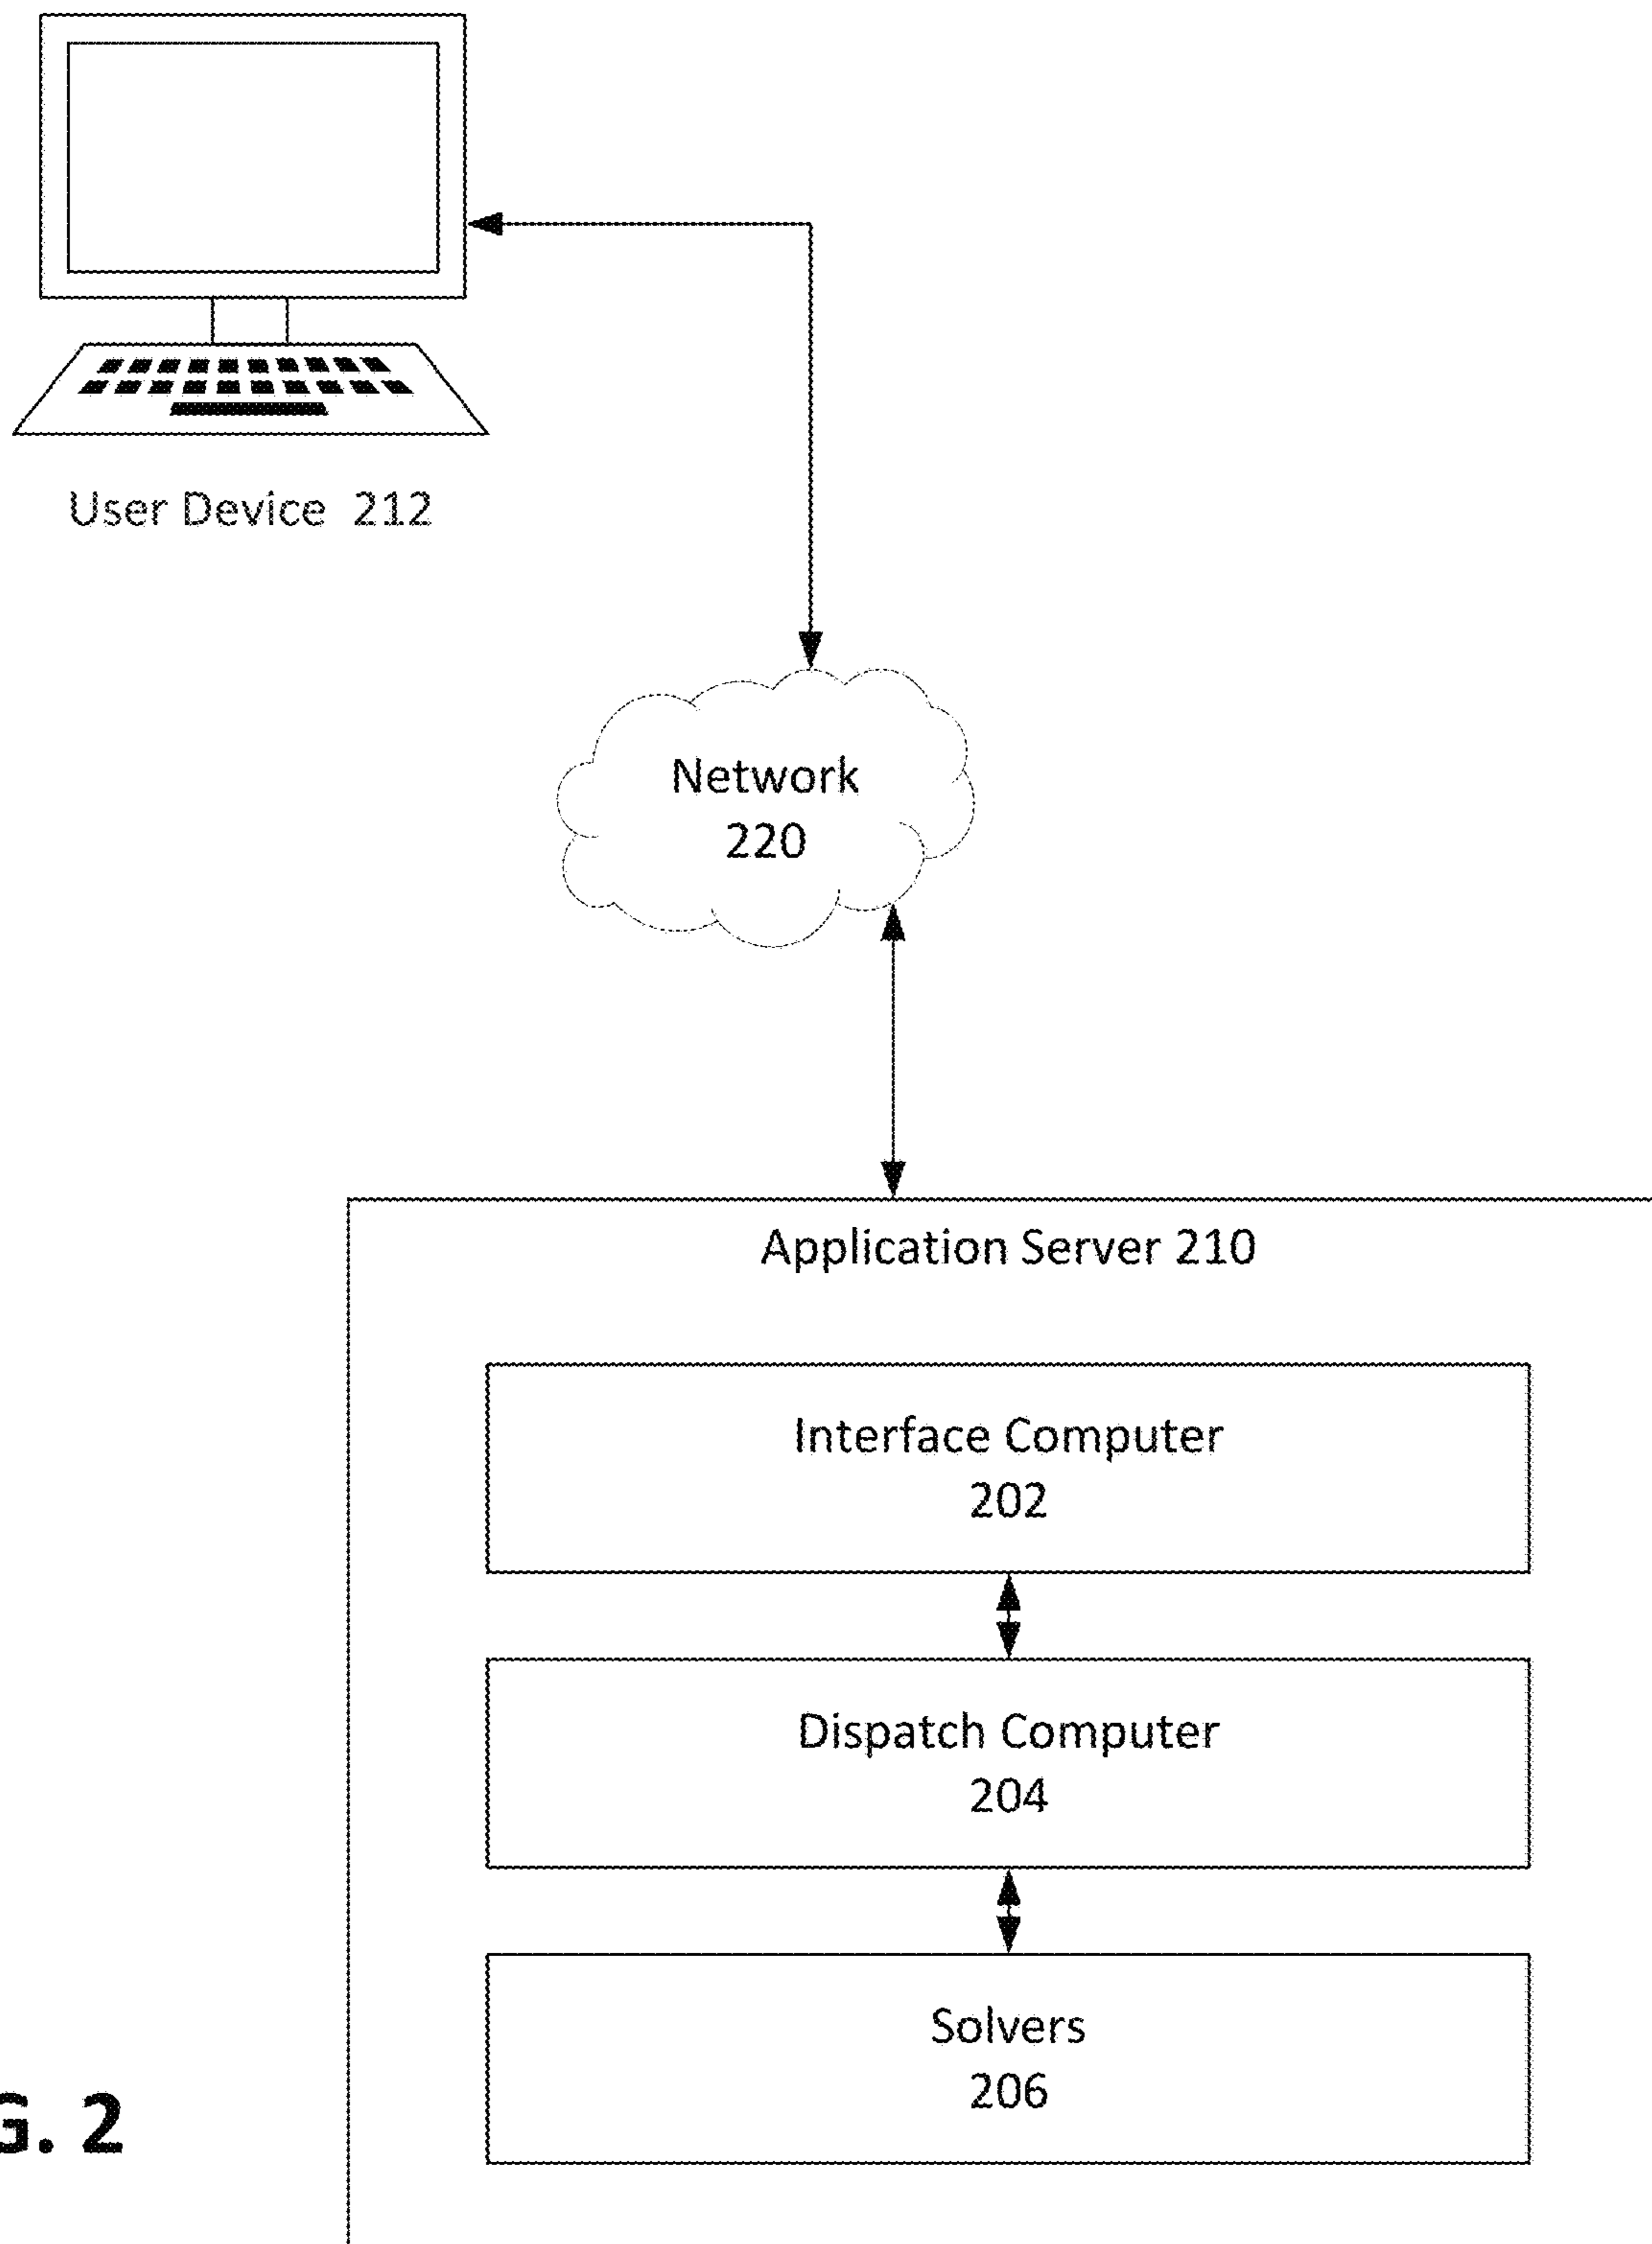 User Device 212
Network
220
Application Server 210
Interface Computer
202
Dispatch Computer
204
Solvers
206
G. 2